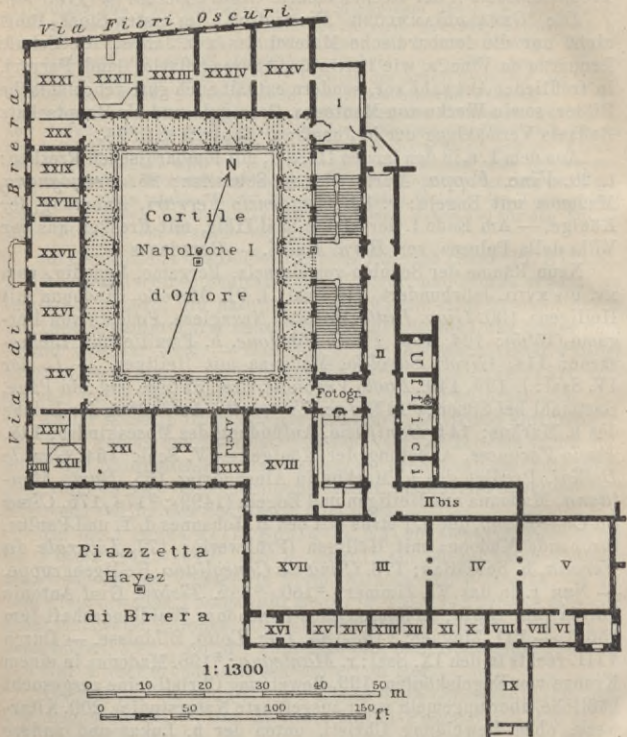 Via Fiori Oscuri
XXXI XXXII XXXIII XXXIV XXXV
I
XXX
XXIX
XXVIII
XXVII
XXVI
XXV
Via di Brera
N
Cortile
Napoleone I
d'Onore
II
Uffici
Fotogr.
XXIV
XXIII
XXII
XXI
XX
Archi.
XIX
XVIII
II bis
Piazzetta
Hayez
di Brera
XVII
III
IV
V
XVI XV XIV XIII XII XI X VIII VII VI
IX
1:1300
0 10 20 30 40 50
m
0 50 100 150
ft